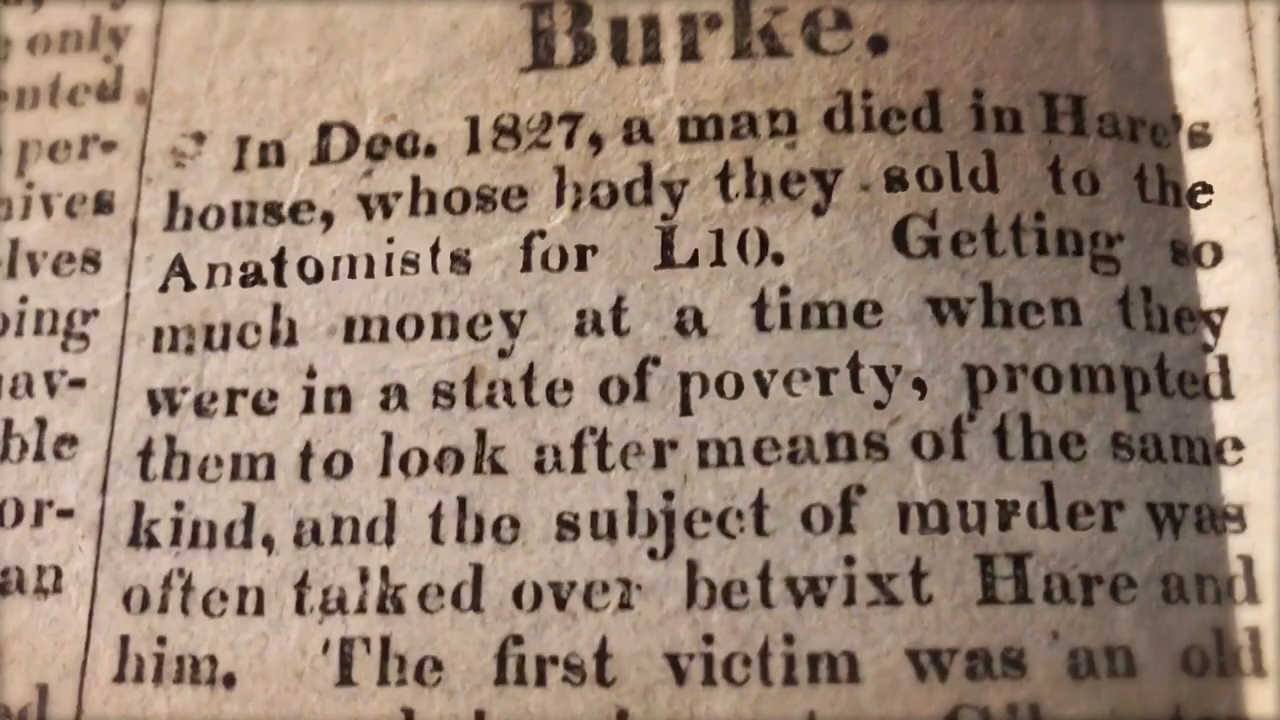 only
ented.
per-
nives
lves
ing
av-
ble
or-
an
Burke.
In Dec. 1827, a man died in Hare's
house, whose body they sold to the
Anatomists for L10. Getting so
much money at a time when they
were in a state of poverty, prompted
them to look after means of the same
kind, and the subject of murder was
often talked over betwixt Hare and
him. The first victim was an old